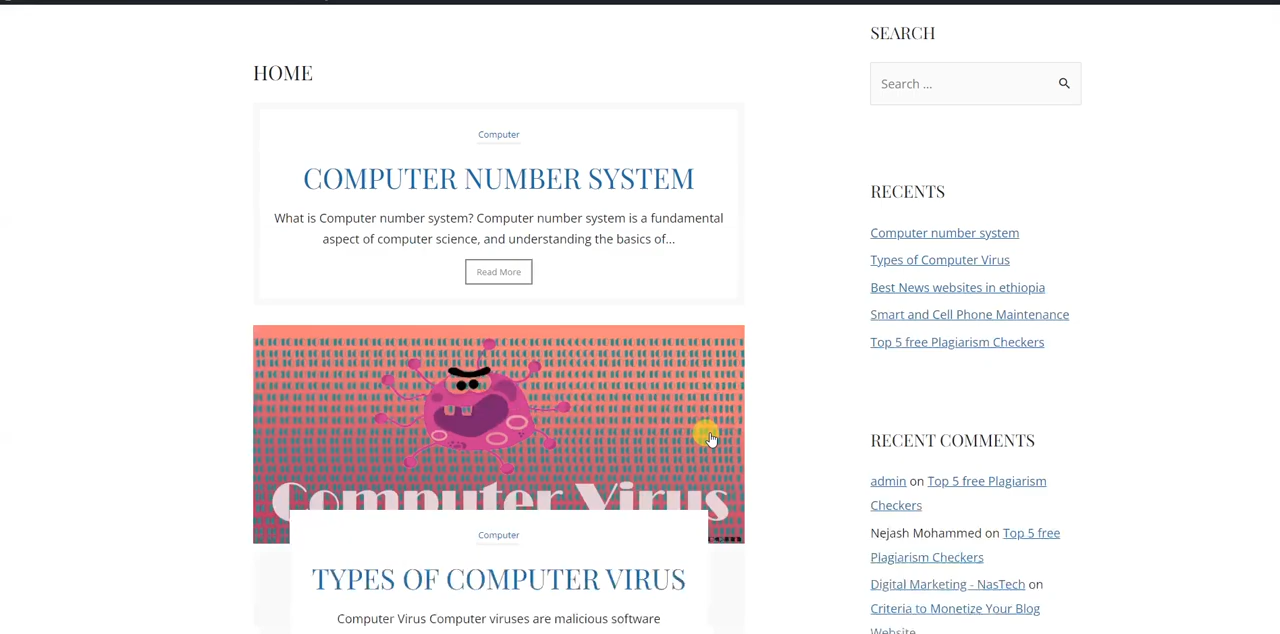 HOME
Computer
COMPUTER NUMBER SYSTEM
What is Computer number system? Computer number system is a fundamental
aspect of computer science, and understanding the basics of...
Read More
Computer Virus
Computer
TYPES OF COMPUTER VIRUS
Computer Virus Computer viruses are malicious software
SEARCH
Search ...
RECENTS
Computer number system
Types of Computer Virus
Best News websites in ethiopia
Smart and Cell Phone Maintenance
Top 5 free Plagiarism Checkers
RECENT COMMENTS
admin on Top 5 free Plagiarism
Checkers
Nejash Mohammed on Top 5 free
Plagiarism Checkers
Digital Marketing - NasTech on
Criteria to Monetize Your Blog
Website